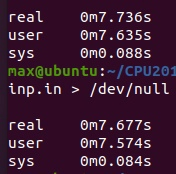 real 0m7.736s
user 0m7.635s
sys 0m0.088s
max@ubuntu:~/CPU201
inp.in > /dev/null

real 0m7.677s
user 0m7.574s
sys 0m0.084s